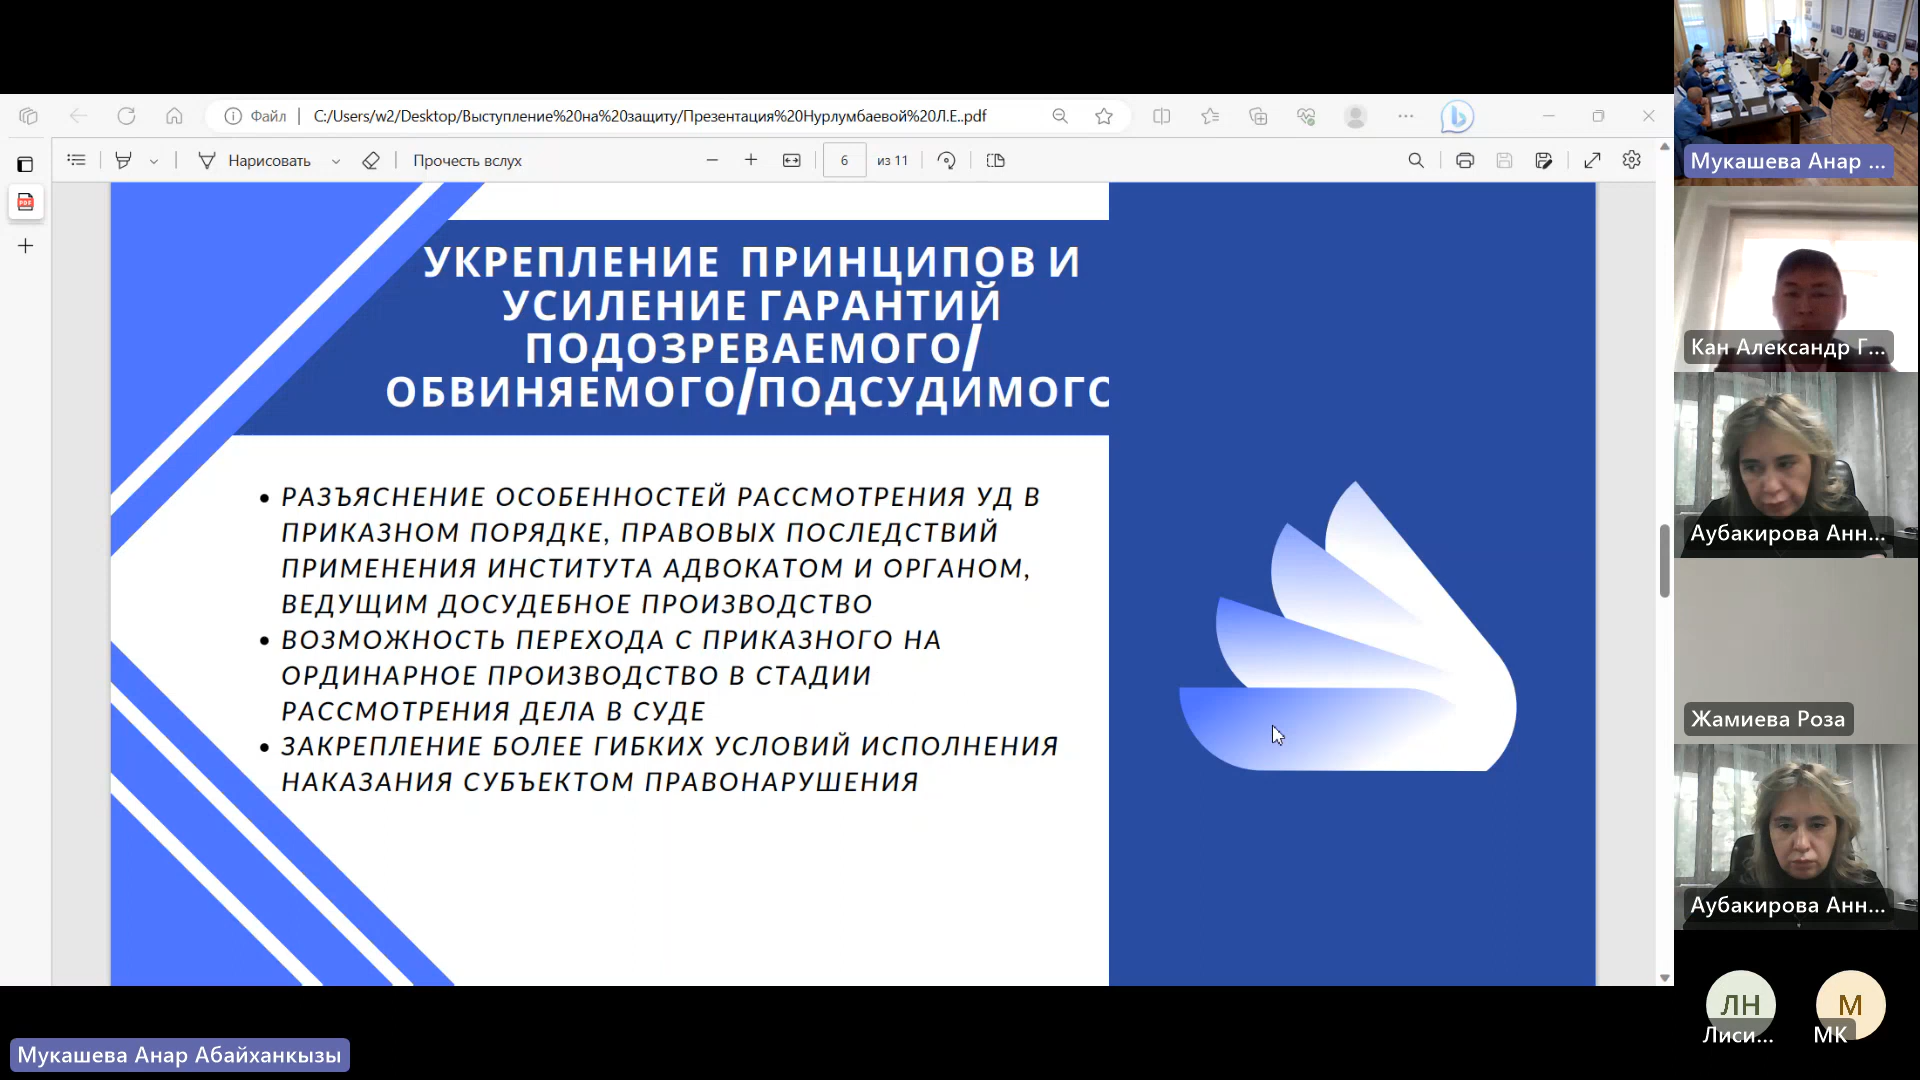 Файл
C:/Users/w2/Desktop/Выступление%20на%20защиту/Презентация%20Нурлумбаевой%20Л.Е..pdf
Нарисовать
Прочесть вслух
6
из 11
УКРЕПЛЕНИЕ ПРИНЦИПОВ И
УСИЛЕНИЕ ГАРАНТИЙ
ПОДОЗРЕВАЕМОГО/
ОБВИНЯЕМОГО/ПОДСУДИМОГО
• РАЗЪЯСНЕНИЕ ОСОБЕННОСТЕЙ РАССМОТРЕНИЯ УД В
ПРИКАЗНОМ ПОРЯДКЕ, ПРАВОВЫХ ПОСЛЕДСТВИЙ
ПРИМЕНЕНИЯ ИНСТИТУТА АДВОКАТОМ И ОРГАНОМ,
ВЕДУЩИМ ДОСУДЕБНОЕ ПРОИЗВОДСТВО
• ВОЗМОЖНОСТЬ ПЕРЕХОДА С ПРИКАЗНОГО НА
ОРДИНАРНОЕ ПРОИЗВОДСТВО В СТАДИИ
РАССМОТРЕНИЯ ДЕЛА В СУДЕ
• ЗАКРЕПЛЕНИЕ БОЛЕЕ ГИБКИХ УСЛОВИЙ ИСПОЛНЕНИЯ
НАКАЗАНИЯ СУБЪЕКТОМ ПРАВОНАРУШЕНИЯ
Мукашева Анар ...
Кан Александр Г...
Аубакирова Анн...
Жамиева Роза
Аубакирова Анн...
ЛН
Лиси...
М
МК
Мукашева Анар Абайханкызы